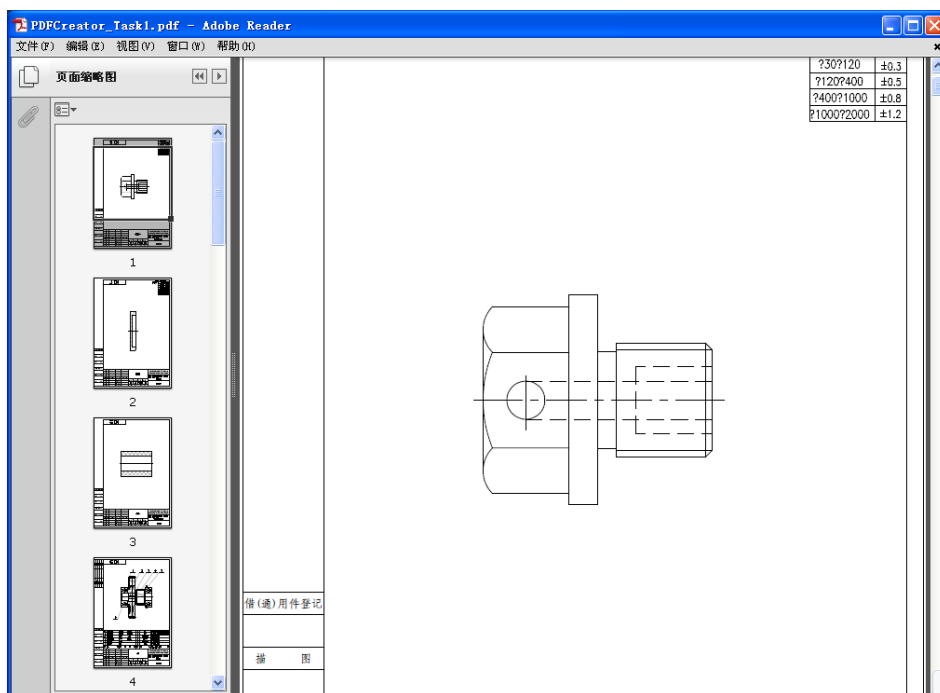 PDFCreator_Task1.pdf - Adobe Reader
文件(F) 编辑(E) 视图(V) 窗口(W) 帮助(H)
页面缩略图
1
2
3
4
?30?120 ±0.3
?120?400 ±0.5
?400?1000 ±0.8
?1000?2000 ±1.2
借(通)用件登记
描 图